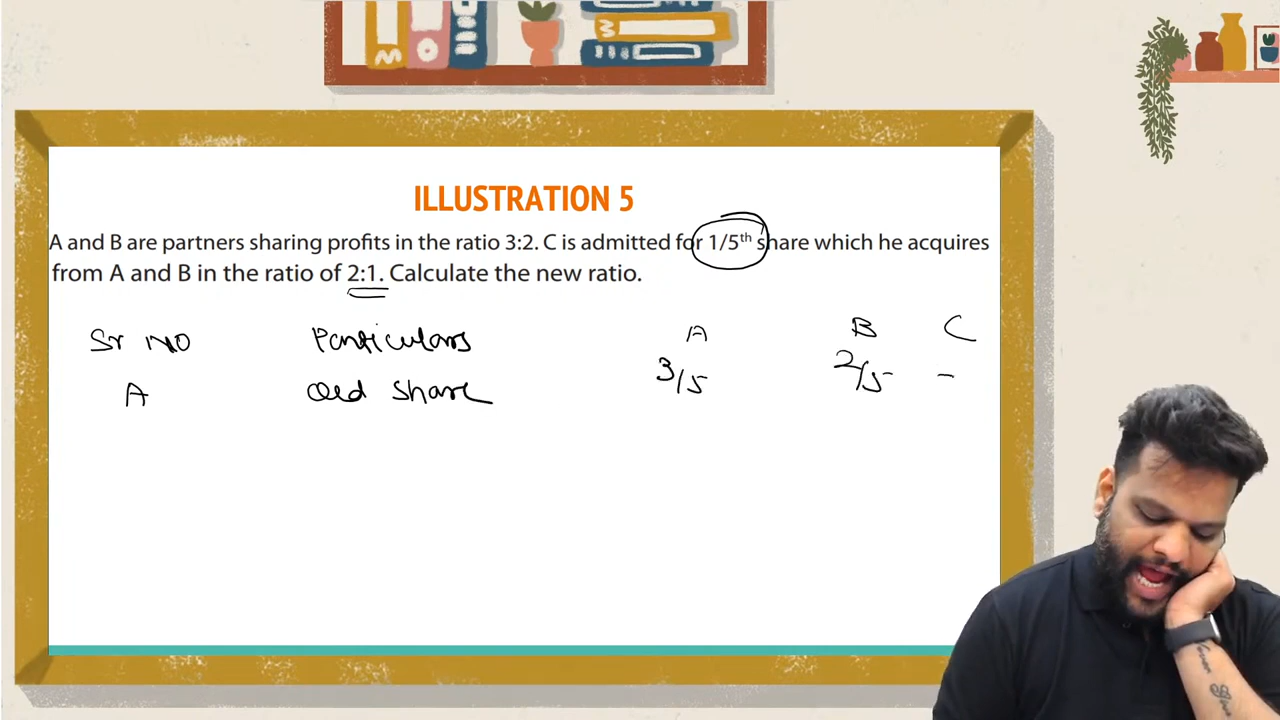 ILLUSTRATION 5
A and B are partners sharing profits in the ratio 3:2. C is admitted for 1/5th share which he acquires
from A and B in the ratio of 2:1. Calculate the new ratio.
Sr No Particulars A B C
A Old Share 3/5 2/5 -